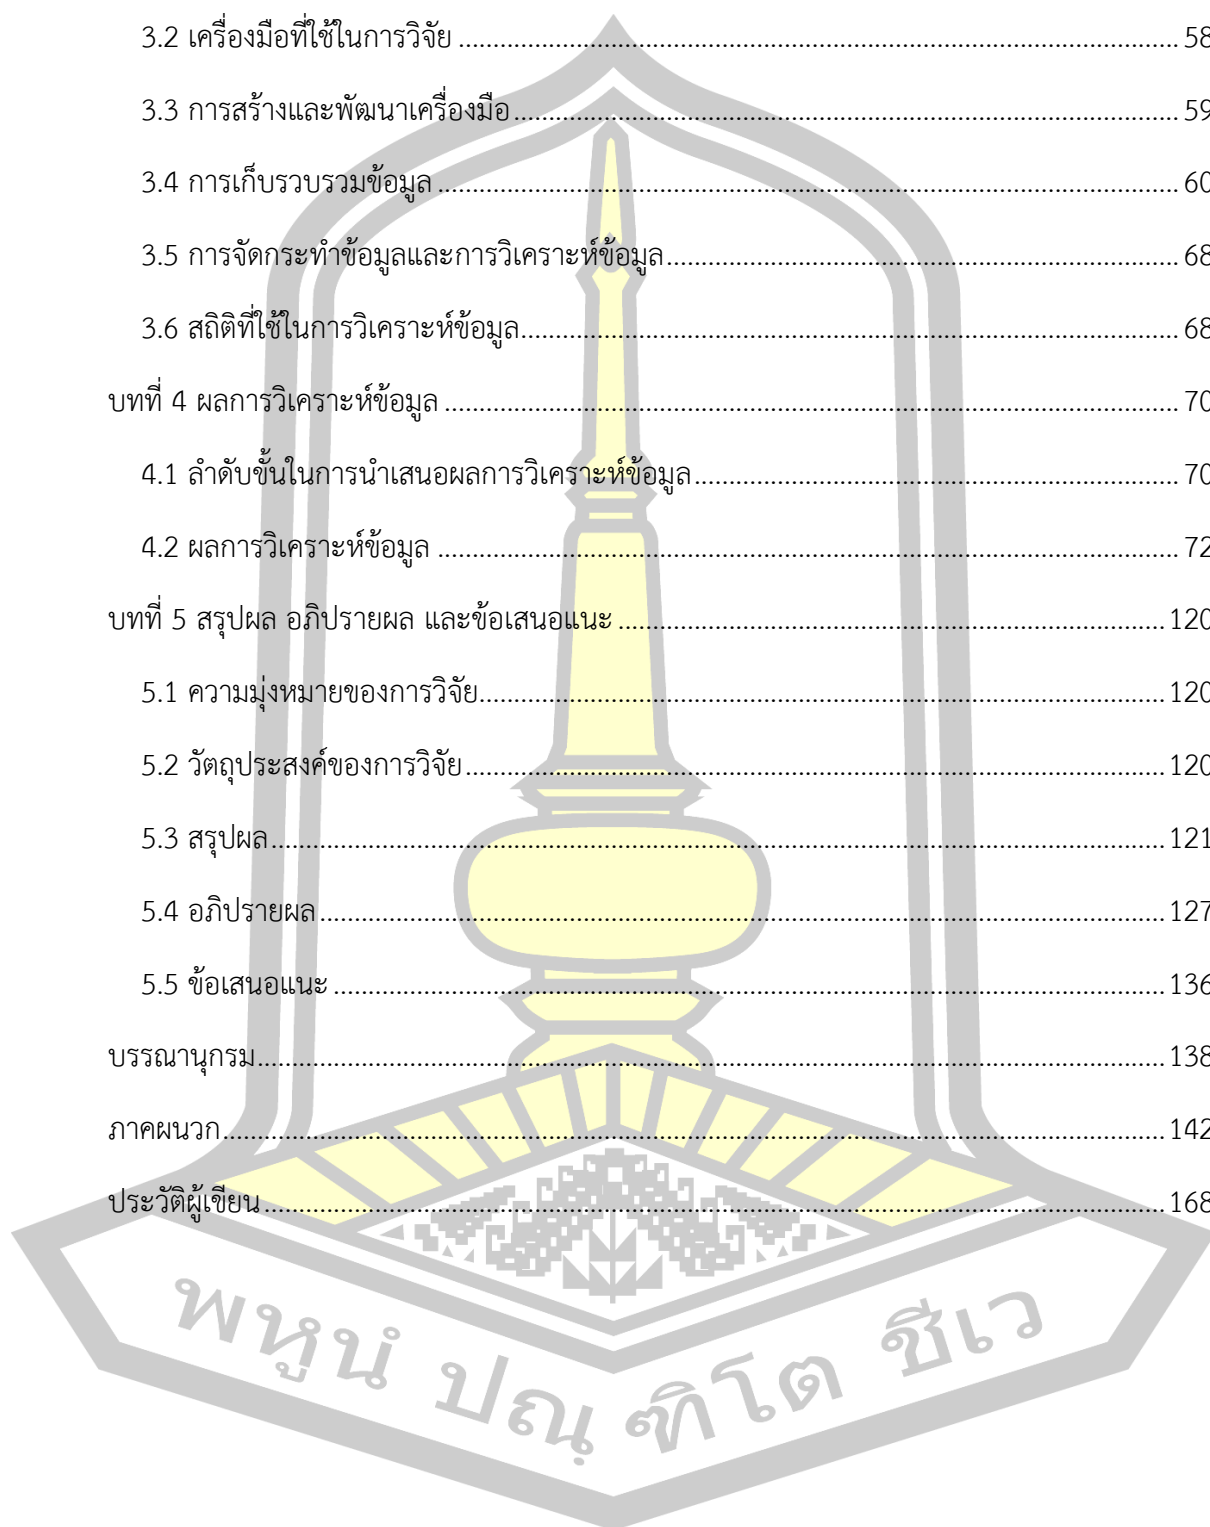 3.2 เครื่องมือที่ใช้ในการวิจัย ........................................ 58
3.3 การสร้างและพัฒนาเครื่องมือ ........................................ 59
3.4 การเก็บรวบรวมข้อมูล ........................................ 60
3.5 การจัดกระทำข้อมูลและการวิเคราะห์ข้อมูล ........................................ 68
3.6 สถิติที่ใช้ในการวิเคราะห์ข้อมูล ........................................ 68
บทที่ 4 ผลการวิเคราะห์ข้อมูล ........................................ 70
4.1 ลำดับขั้นในการนำเสนอผลการวิเคราะห์ข้อมูล ........................................ 70
4.2 ผลการวิเคราะห์ข้อมูล ........................................ 72
บทที่ 5 สรุปผล อภิปรายผล และข้อเสนอแนะ ........................................ 120
5.1 ความมุ่งหมายของการวิจัย ........................................ 120
5.2 วัตถุประสงค์ของการวิจัย ........................................ 120
5.3 สรุปผล ........................................ 121
5.4 อภิปรายผล ........................................ 127
5.5 ข้อเสนอแนะ ........................................ 136
บรรณานุกรม ........................................ 138
ภาคผนวก ........................................ 142
ประวัติผู้เขียน ........................................ 168
พหูนํ ปณฺฑิโต ชีเว